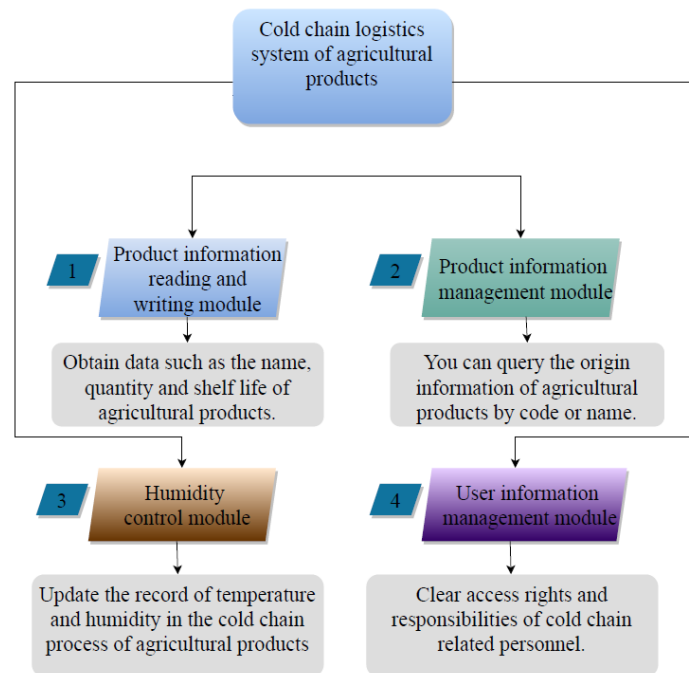 Cold chain logistics
system of agricultural
products
1
Product information
reading and
writing module
2
Product information
management module
Obtain data such as the name,
quantity and shelf life of
agricultural products.
You can query the origin
information of agricultural
products by code or name.
3
Humidity
control module
4
User information
management module
Update the record of temperature
and humidity in the cold chain
process of agricultural products
Clear access rights and
responsibilities of cold chain
related personnel.